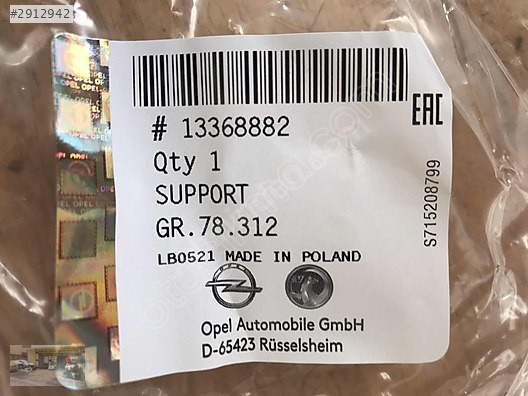 #2912942
# 13368882
Qty 1
SUPPORT
GR.78.312
LB0521 MADE IN POLAND
Opel Automobile GmbH
D-65423 Rüsselsheim
EAC
S715208799
OPEL